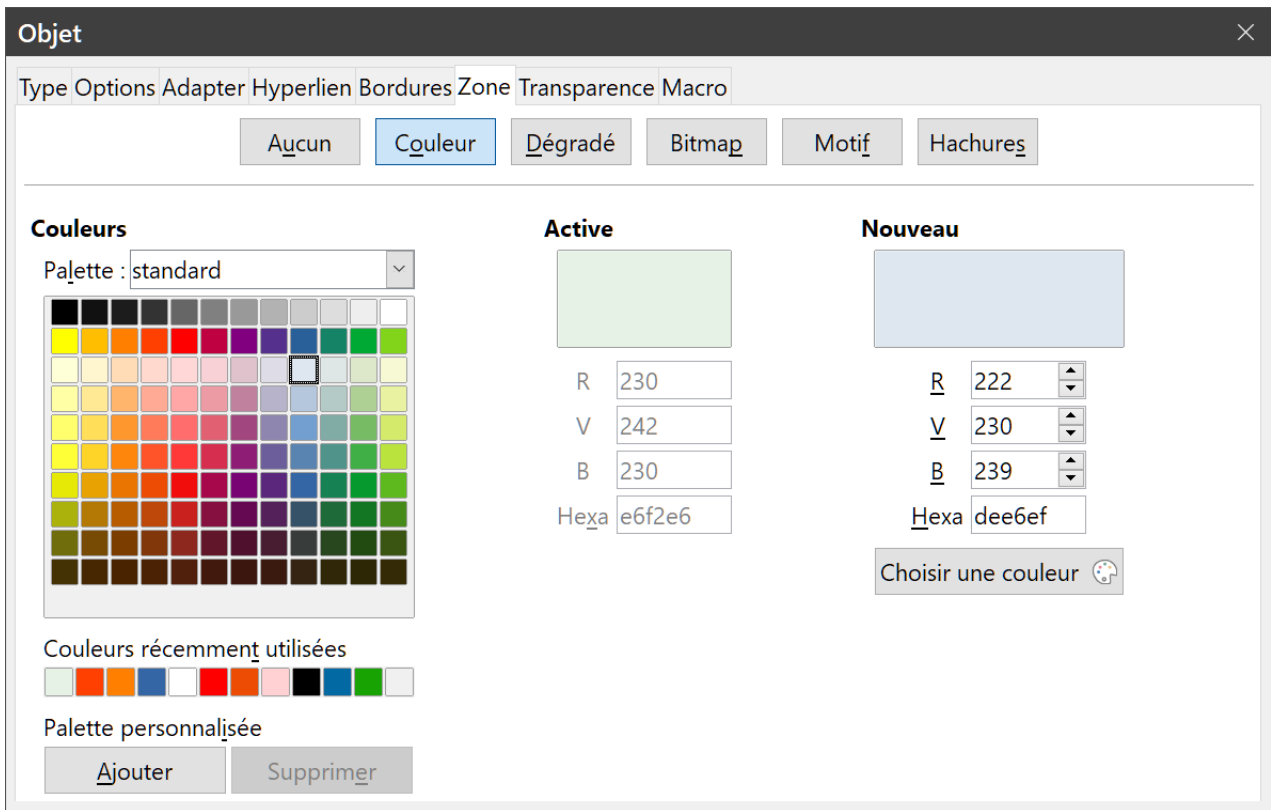 Objet
Type Options Adapter Hyperlien Bordures Zone Transparence Macro
Aucun Couleur Dégradé Bitmap Motif Hachures
Couleurs Active Nouveau
Palette : standard
R 230 R 222
V 242 V 230
B 230 B 239
Hexa e6f2e6 Hexa dee6ef
Choisir une couleur
Couleurs récemment utilisées
Palette personnalisée
Ajouter Supprimer